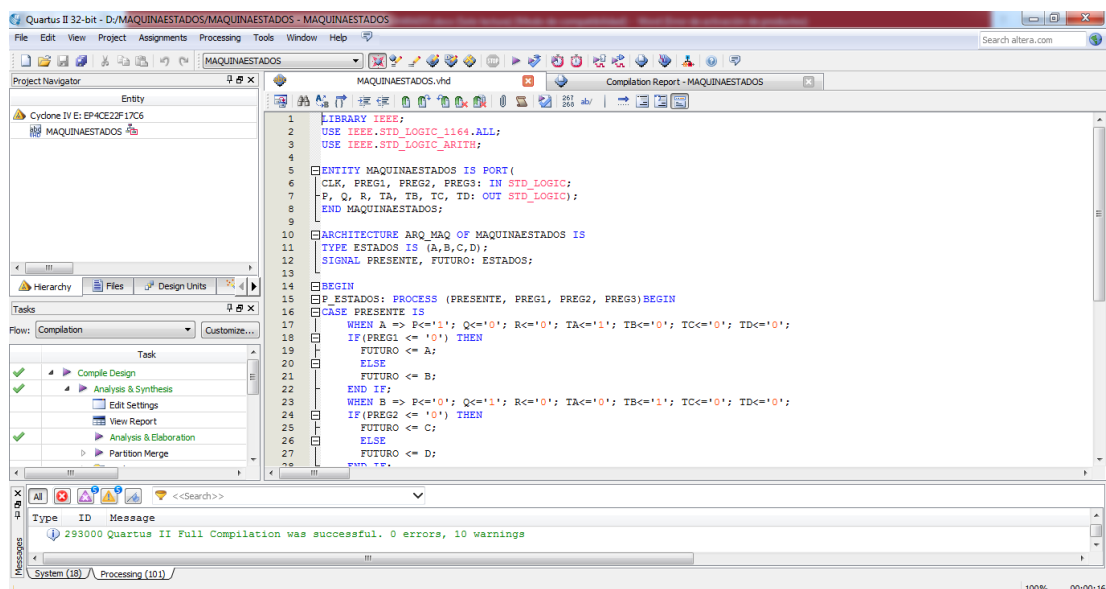 Quartus II 32-bit - D:/MAQUINAESTADOS/MAQUINAESTADOS - MAQUINAESTADOS
File Edit View Project Assignments Processing Tools Window Help
Search altera.com
MAQUINAESTADOS
Project Navigator
Entity
Cyclone IV E: EP4CE22F17C6
MAQUINAESTADOS
Hierarchy Files Design Units
Tasks
Flow: Compilation Customize...
Task
Compile Design
Analysis & Synthesis
Edit Settings
View Report
Analysis & Elaboration
Partition Merge
MAQUINAESTADOS.vhd Compilation Report - MAQUINAESTADOS
267 268 ab/
1 LIBRARY IEEE;
2 USE IEEE.STD_LOGIC_1164.ALL;
3 USE IEEE.STD_LOGIC_ARITH;
4
5 ENTITY MAQUINAESTADOS IS PORT(
6 CLK, PREG1, PREG2, PREG3: IN STD_LOGIC;
7 P, Q, R, TA, TB, TC, TD: OUT STD_LOGIC);
8 END MAQUINAESTADOS;
9
10 ARCHITECTURE ARQ_MAQ OF MAQUINAESTADOS IS
11 TYPE ESTADOS IS (A,B,C,D);
12 SIGNAL PRESENTE, FUTURO: ESTADOS;
13
14 BEGIN
15 P_ESTADOS: PROCESS (PRESENTE, PREG1, PREG2, PREG3)BEGIN
16 CASE PRESENTE IS
17 WHEN A => P<='1'; Q<='0'; R<='0'; TA<='1'; TB<='0'; TC<='0'; TD<='0';
18 IF(PREG1 <= '0') THEN
19 FUTURO <= A;
20 ELSE
21 FUTURO <= B;
22 END IF;
23 WHEN B => P<='0'; Q<='1'; R<='0'; TA<='0'; TB<='1'; TC<='0'; TD<='0';
24 IF(PREG2 <= '0') THEN
25 FUTURO <= C;
26 ELSE
27 FUTURO <= D;
28 END IF;
Messages
All <<Search>>
Type ID Message
293000 Quartus II Full Compilation was successful. 0 errors, 10 warnings
System (18) Processing (101)
100% 00:00:16